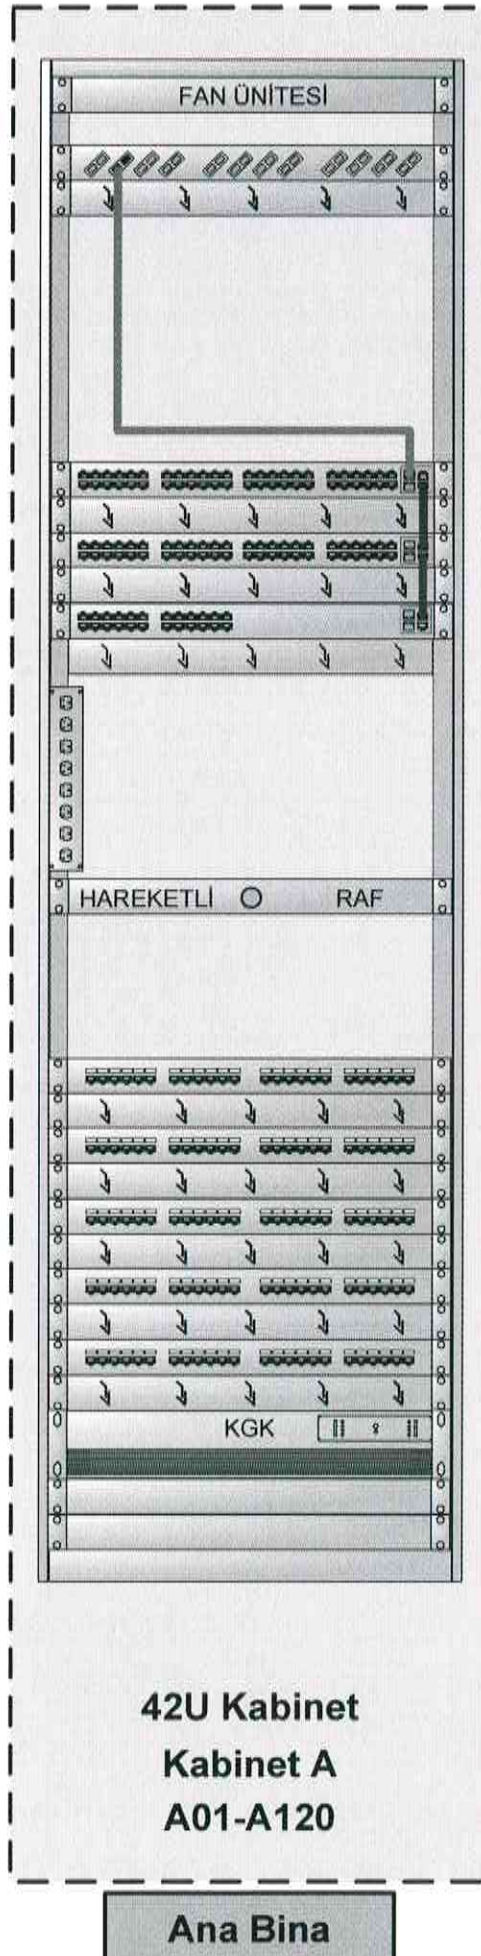 FAN ÜNİTESİ
HAREKETLİ RAF
KGK
42U Kabinet
Kabinet A
A01-A120
Ana Bina